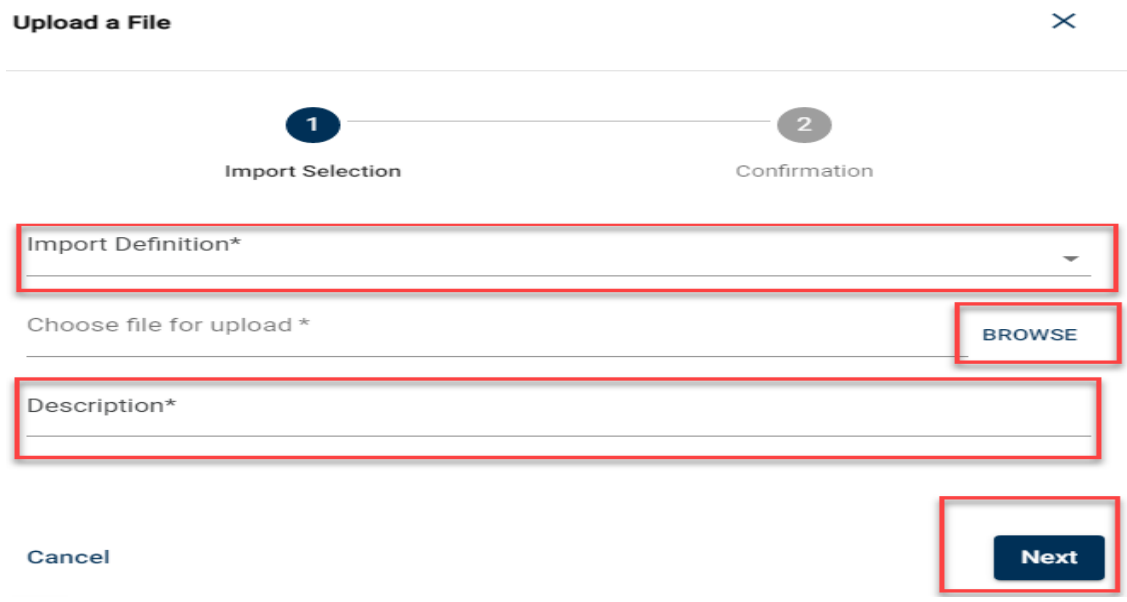 Upload a File
1
2
Import Selection
Confirmation
Import Definition*
Choose file for upload *
BROWSE
Description*
Cancel
Next